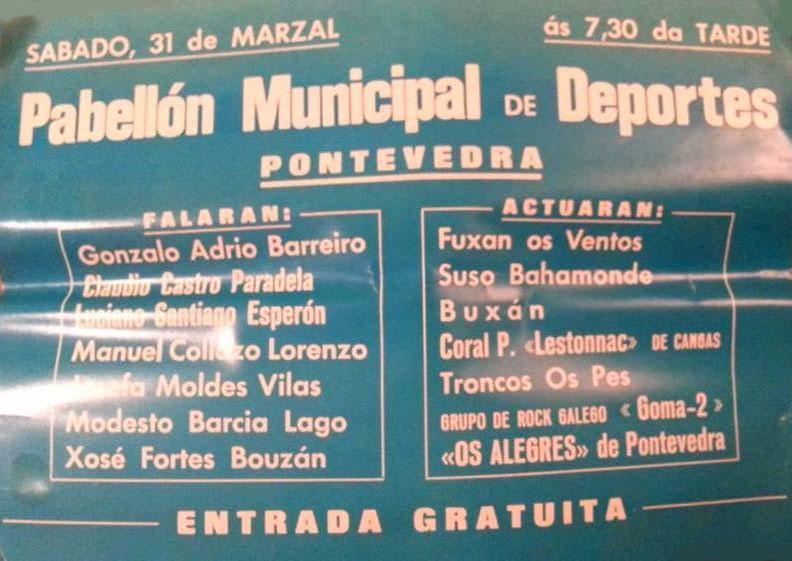 SABADO, 31 de MARZAL
ás 7,30 da TARDE
Pabellón Municipal DE Deportes
PONTEVEDRA
FALARAN:
Gonzalo Adrio Barreiro
Claudio Castro Paradela
Luciano Santiago Esperón
Manuel Collazo Lorenzo
Josefa Moldes Vilas
Modesto Barcia Lago
Xosé Fortes Bouzán
ACTUARAN:
Fuxan os Ventos
Suso Bahamonde
Buxán
Coral P. «Lestonnac» DE CANGAS
Troncos Os Pes
GRUPO DE ROCK GALEGO « Goma-2 »
«OS ALEGRES» de Pontevedra
ENTRADA GRATUITA